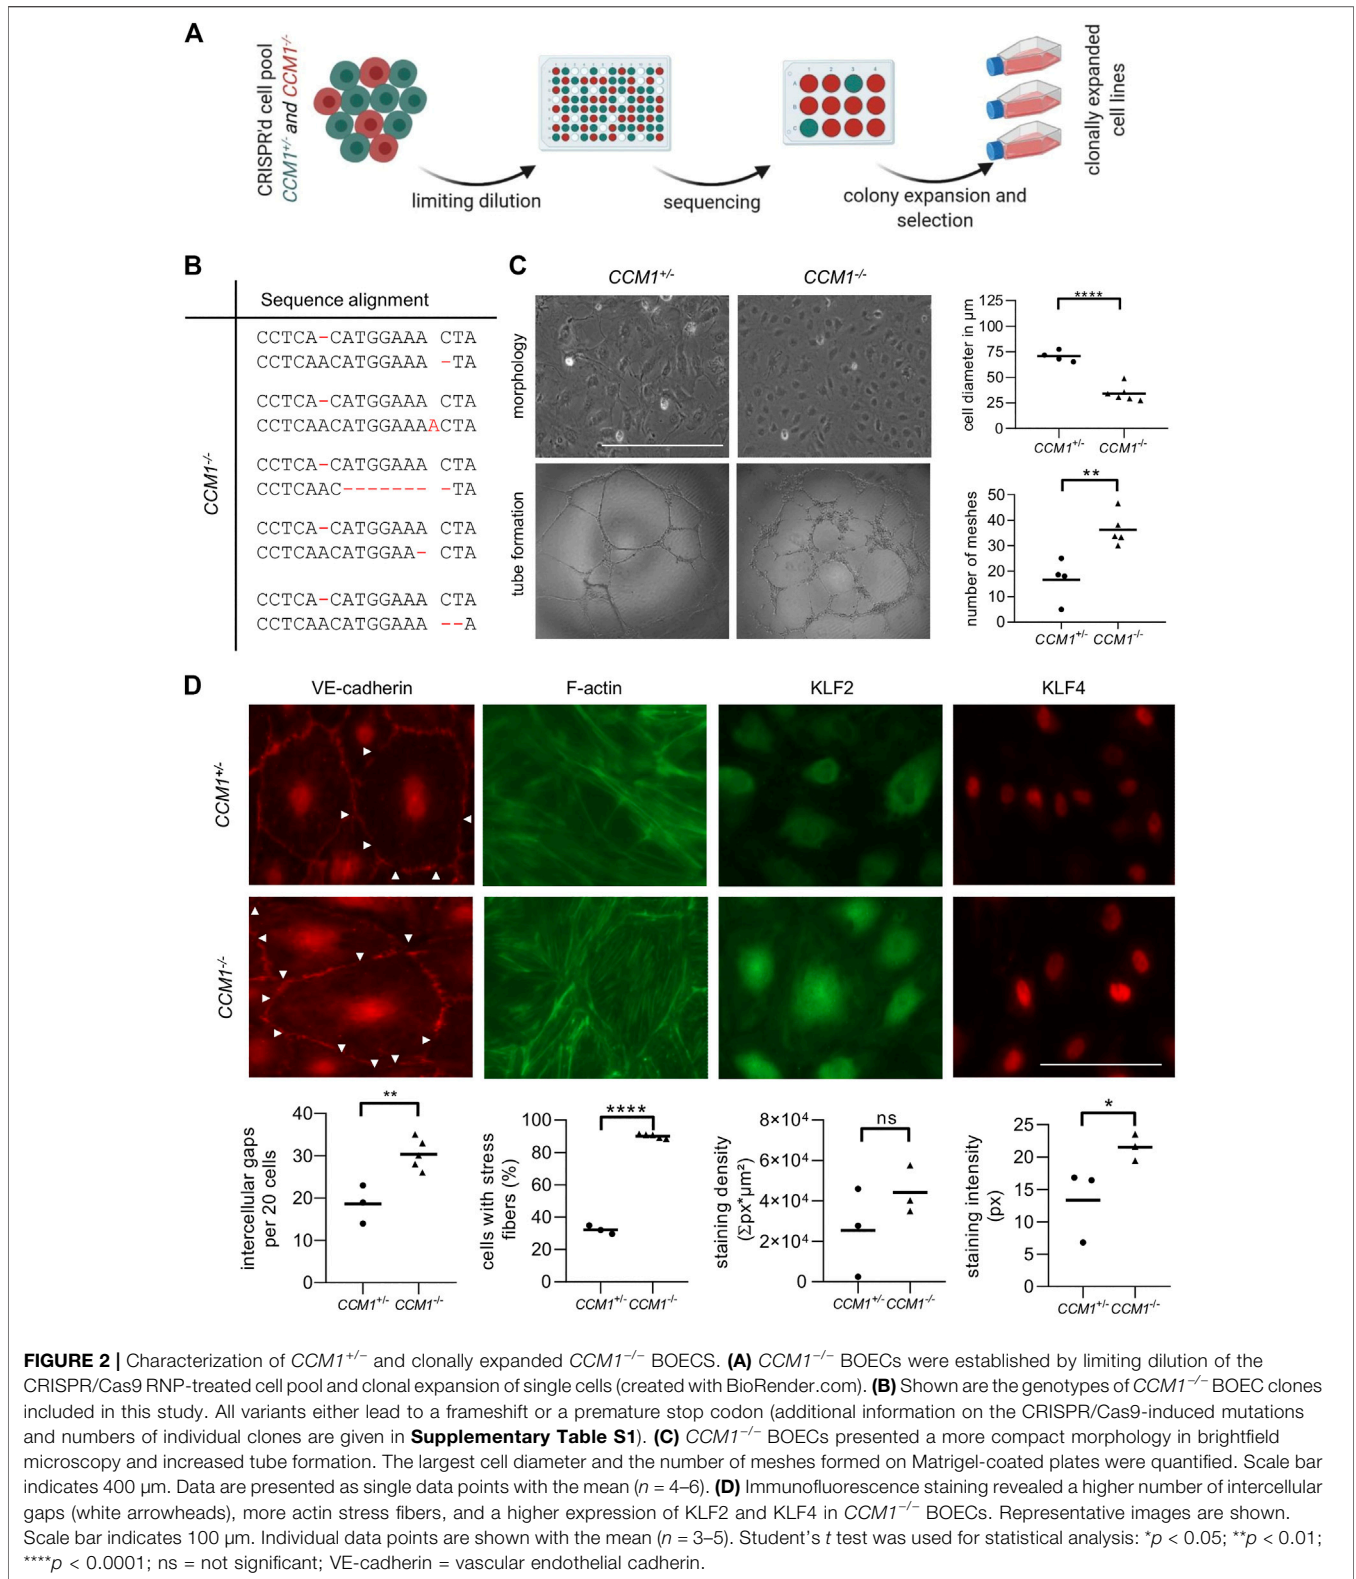 A
CRISPR'd cell pool
CCM1+/- and CCM1-/-
limiting dilution
sequencing
colony expansion and
selection
clonally expanded
cell lines
B
Sequence alignment
CCM1-/-
CCTCA-CATGGAAA CTA
CCTCAACATGGAAA -TA
CCTCA-CATGGAAA CTA
CCTCAACATGGAAAACTA
CCTCA-CATGGAAA CTA
CCTCAAC------- -TA
CCTCA-CATGGAAA CTA
CCTCAACATGGAA- CTA
CCTCA-CATGGAAA CTA
CCTCAACATGGAAA --A
C
CCM1+/-
CCM1-/-
morphology
tube formation
cell diameter in µm
125
100
75
50
25
0
****
CCM1+/- CCM1-/-
number of meshes
50
40
30
20
10
0
**
CCM1+/- CCM1-/-
D
VE-cadherin
F-actin
KLF2
KLF4
CCM1+/-
CCM1-/-
intercellular gaps
per 20 cells
40
30
20
10
0
**
CCM1+/- CCM1-/-
cells with stress
fibers (%)
100
80
60
40
20
0
****
CCM1+/- CCM1-/-
staining density
(Σpx*µm²)
8×10⁴
6×10⁴
4×10⁴
2×10⁴
0
ns
CCM1+/- CCM1-/-
staining intensity
(px)
25
20
15
10
5
0
*
CCM1+/- CCM1-/-
FIGURE 2 | Characterization of CCM1+/− and clonally expanded CCM1−/− BOECS. (A) CCM1−/− BOECs were established by limiting dilution of the
CRISPR/Cas9 RNP-treated cell pool and clonal expansion of single cells (created with BioRender.com). (B) Shown are the genotypes of CCM1−/− BOEC clones
included in this study. All variants either lead to a frameshift or a premature stop codon (additional information on the CRISPR/Cas9-induced mutations
and numbers of individual clones are given in Supplementary Table S1). (C) CCM1−/− BOECs presented a more compact morphology in brightfield
microscopy and increased tube formation. The largest cell diameter and the number of meshes formed on Matrigel-coated plates were quantified. Scale bar
indicates 400 µm. Data are presented as single data points with the mean (n = 4–6). (D) Immunofluorescence staining revealed a higher number of intercellular
gaps (white arrowheads), more actin stress fibers, and a higher expression of KLF2 and KLF4 in CCM1−/− BOECs. Representative images are shown.
Scale bar indicates 100 µm. Individual data points are shown with the mean (n = 3–5). Student's t test was used for statistical analysis: *p < 0.05; **p < 0.01;
****p < 0.0001; ns = not significant; VE-cadherin = vascular endothelial cadherin.